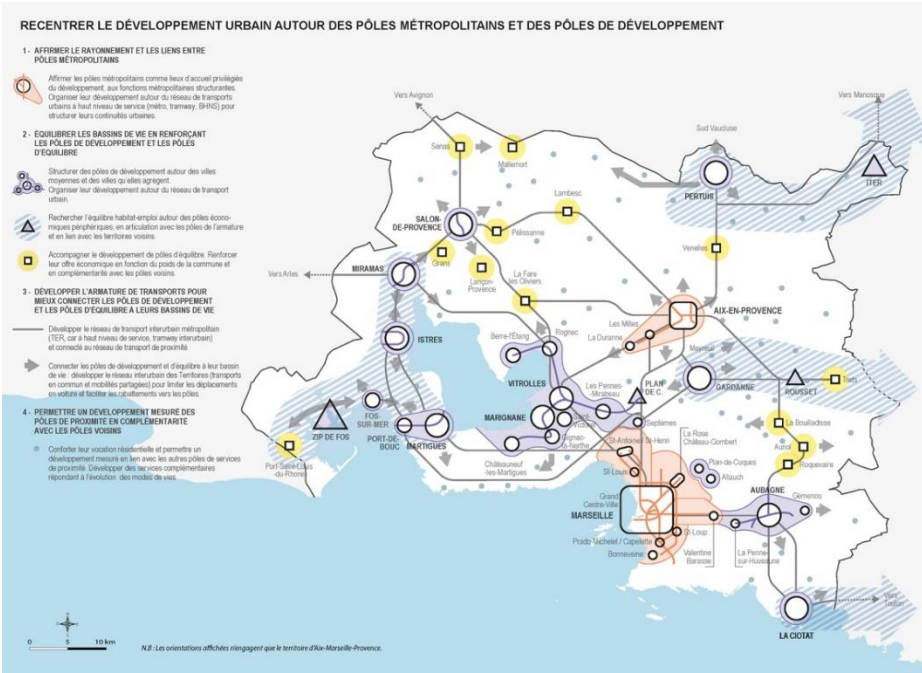 RECENTRER LE DÉVELOPPEMENT URBAIN AUTOUR DES PÔLES MÉTROPOLITAINS ET DES PÔLES DE DÉVELOPPEMENT
1 - AFFIRMER LE RAYONNEMENT ET LES LIENS ENTRE
PÔLES MÉTROPOLITAINS
Affirmer les pôles métropolitains comme lieux d'accueil privilégiés
du développement, aux fonctions métropolitaines structurantes.
Organiser leur développement autour du réseau de transports
urbains à haut niveau de service (métro, tramway, BHNS) pour
structurer leurs continuités urbaines.
2 - ÉQUILIBRER LES BASSINS DE VIE EN RENFORÇANT
LES PÔLES DE DÉVELOPPEMENT ET LES PÔLES
D'ÉQUILIBRE
Structurer des pôles de développement autour des villes
moyennes et des villes qu'elles agrègent.
Organiser leur développement autour du réseau de transport
urbain.
Rechercher l'équilibre habitat-emploi autour des pôles écono-
miques périphériques, en articulation avec les pôles de l'armature
et en lien avec les territoires voisins.
Accompagner le développement de pôles d'équilibre. Renforcer
leur offre économique en fonction du poids de la commune et
en complémentarité avec les pôles voisins.
3 - DÉVELOPPER L'ARMATURE DE TRANSPORTS POUR
MIEUX CONNECTER LES PÔLES DE DÉVELOPPEMENT
ET LES PÔLES D'ÉQUILIBRE À LEURS BASSINS DE VIE
Développer le réseau de transport interurbain métropolitain
(TER, car à haut niveau de service, tramway interurbain)
et connecté au réseau de transport de proximité
Connecter les pôles de développement et d'équilibre à leur bassin
de vie : développer le réseau interurbain des Territoires (transports
en commun et mobilités partagées) pour limiter les déplacements
en voiture et faciliter les rabattements vers les pôles.
4 - PERMETTRE UN DÉVELOPPEMENT MESURÉ DES
PÔLES DE PROXIMITÉ EN COMPLÉMENTARITÉ
AVEC LES PÔLES VOISINS
Conforter leur vocation résidentielle et permettre un
développement mesuré en lien avec les autres pôles de services
de proximité. Développer des services complémentaires
répondant à l'évolution des modes de vies
Vers Avignon
Vers Manosque
Sud Vaucluse
Sénas
Mallemort
ITER
PERTUIS
Lambesc
SALON-
DE-PROVENCE
Pélissanne
Venelles
Grans
Lançon-
Provence
MIRAMAS
Vers Arles
La Fare
les Oliviers
AIX-EN-PROVENCE
Les Milles
La Duranne
ISTRES
Berre-l'Étang
Rognac
Meyreuil
VITROLLES
Les Pennes-
Mirabeau
PLAN
DE C.
GARDANNE
ROUSSET
Trets
FOS-
SUR-MER
ZIP DE FOS
PORT-DE-
BOUC
MARTIGUES
MARIGNANE
Saint-
Victoret
Gignac-
la-Nerthe
Septèmes
La Bouilladisse
Châteauneuf
-les-Martigues
St-Antoine / St-Henri
La Rose
Château-Gombert
Auriol
Roquevaire
Port-Saint-Louis
-du-Rhône
St-Louis
Plan-de-Cuques
Allauch
AUBAGNE
Gémenos
Grand
Centre-Ville
MARSEILLE
St-Loup
Prado-Michelet / Capelette
Bonneveine
Valentine
Barasse
La Penne-
sur-Huveaune
Vers
Toulon
LA CIOTAT
0 5 10 km
N.B : Les orientations affichées n'engagent que le territoire d'Aix-Marseille-Provence.